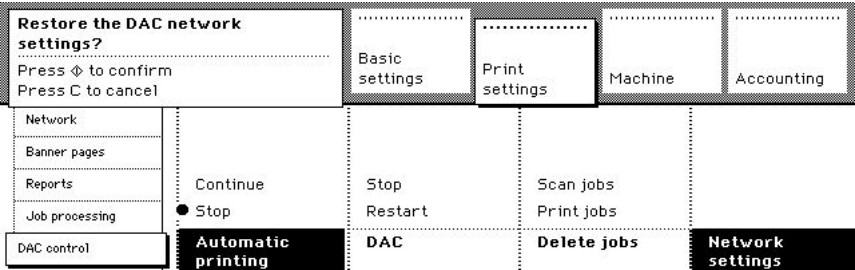 Restore the DAC network
settings?
Press ⎆ to confirm
Press C to cancel
Basic
settings
Print
settings
Machine
Accounting
Network
Banner pages
Reports
Job processing
DAC control
Continue
Stop
Automatic
printing
Stop
Restart
DAC
Scan jobs
Print jobs
Delete jobs
Network
settings